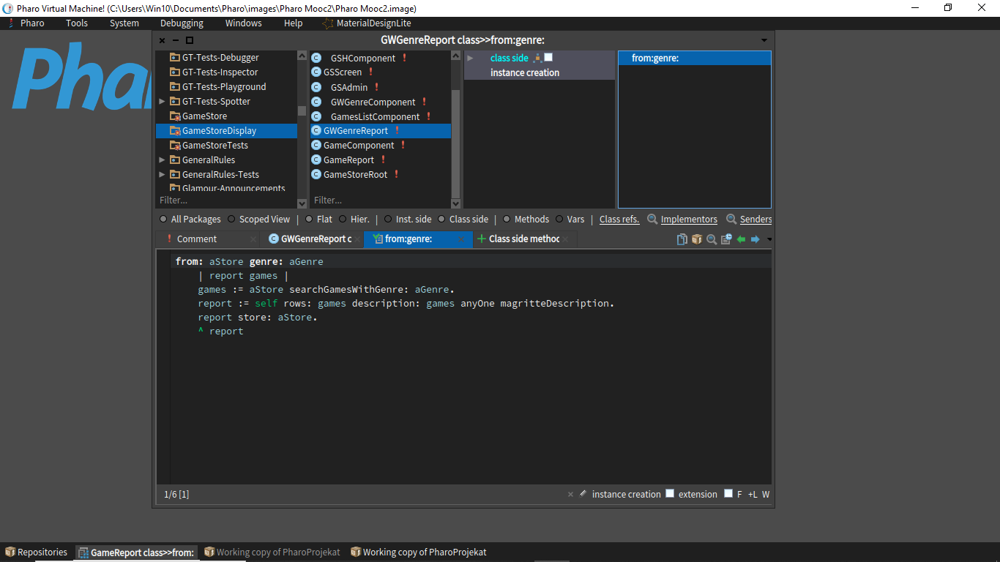 Pharo Virtual Machine! (C:\Users\Win10\Documents\Pharo\images\Pharo Mooc2\Pharo Mooc2.image)
Pharo Tools System Debugging Windows Help MaterialDesignLite
GWGenreReport class>>from:genre:
GT-Tests-Debugger
GT-Tests-Inspector
GT-Tests-Playground
GT-Tests-Spotter
GameStore
GameStoreDisplay
GameStoreTests
GeneralRules
GeneralRules-Tests
Glamour-Announcements
Filter...
GSHComponent
GSScreen
GSAdmin
GWGenreComponent
GamesListComponent
GWGenreReport
GameComponent
GameReport
GameStoreRoot
Filter...
class side
instance creation
from:genre:
All Packages Scoped View | Flat Hier. | Inst. side Class side | Methods Vars | Class refs. Implementors Senders
Comment GWGenreReport c from:genre: Class side methoc
from: aStore genre: aGenre
| report games |
games := aStore searchGamesWithGenre: aGenre.
report := self rows: games description: games anyOne magritteDescription.
report store: aStore.
^ report
1/6 [1] instance creation extension F +L W
Repositories GameReport class>>from: Working copy of PharoProjekat Working copy of PharoProjekat